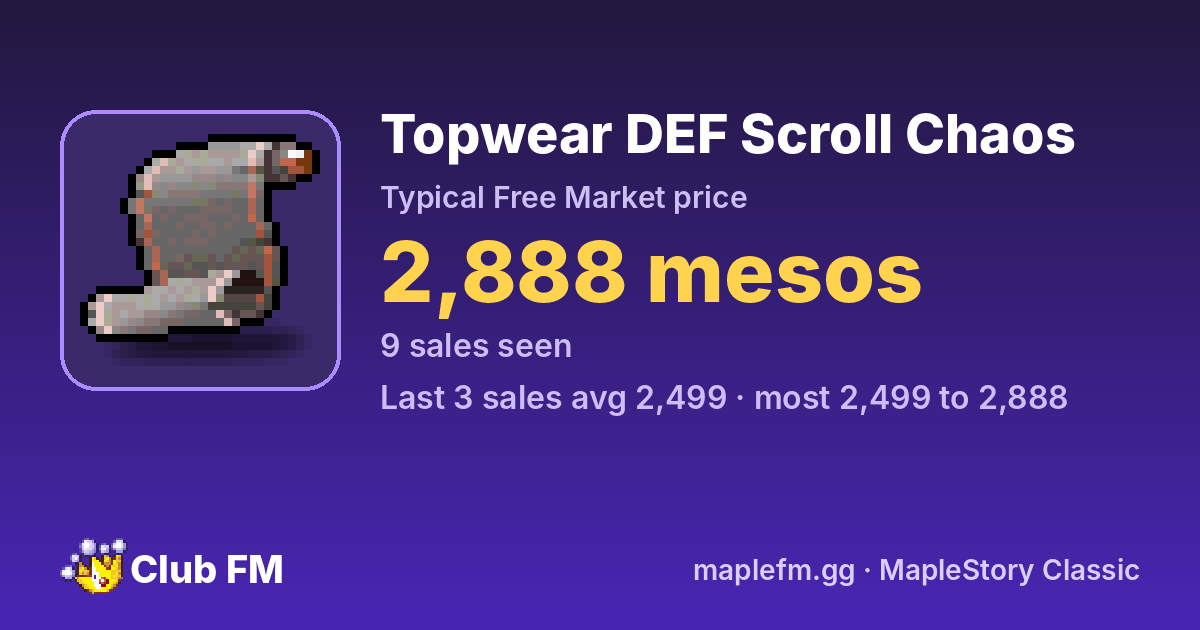 Topwear DEF Scroll Chaos
Typical Free Market price
2,888 mesos
9 sales seen
Last 3 sales avg 2,499 · most 2,499 to 2,888
Club FM
maplefm.gg · MapleStory Classic